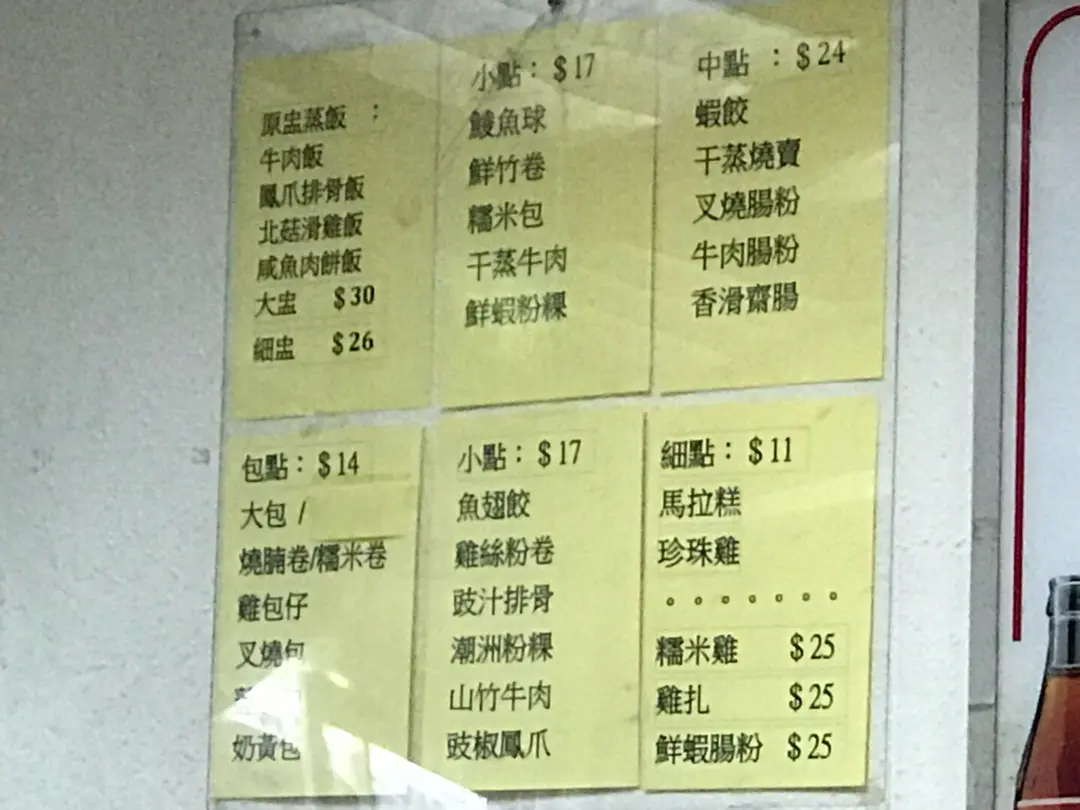 原盅蒸飯 :
牛肉飯
鳳爪排骨飯
北菇滑雞飯
咸魚肉餅飯
大盅 $30
細盅 $26
小點: $17
鯪魚球
鮮竹卷
糯米包
干蒸牛肉
鮮蝦粉粿
中點 : $24
蝦餃
干蒸燒賣
叉燒腸粉
牛肉腸粉
香滑齋腸
包點: $14
大包 /
燒腩卷/糯米卷
雞包仔
叉燒包
奶黃包
小點: $17
魚翅餃
雞絲粉卷
豉汁排骨
潮洲粉粿
山竹牛肉
豉椒鳳爪
細點: $11
馬拉糕
珍珠雞
。。。。。。。
糯米雞 $25
雞扎 $25
鮮蝦腸粉 $25